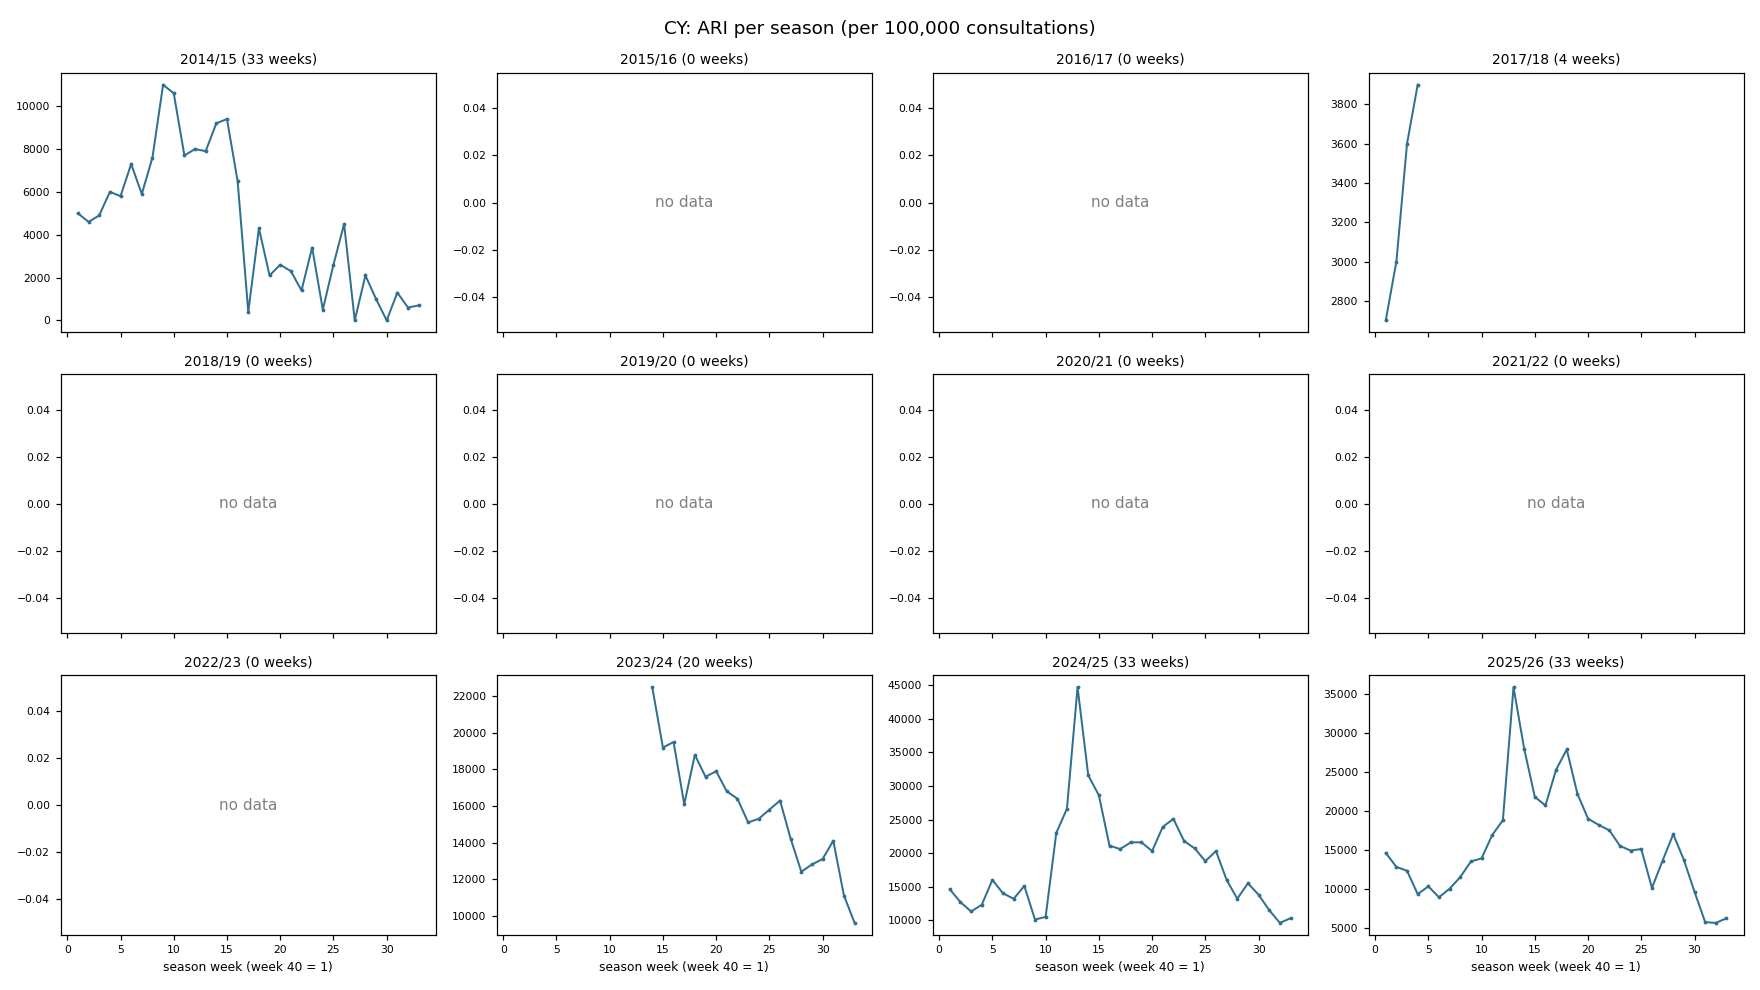 CY: ARI per season (per 100,000 consultations)
2014/15 (33 weeks)
10000
8000
6000
4000
2000
0
2015/16 (0 weeks)
0.04
0.02
0.00
−0.02
−0.04
no data
2016/17 (0 weeks)
0.04
0.02
0.00
−0.02
−0.04
no data
2017/18 (4 weeks)
3800
3600
3400
3200
3000
2800
2018/19 (0 weeks)
0.04
0.02
0.00
−0.02
−0.04
no data
2019/20 (0 weeks)
0.04
0.02
0.00
−0.02
−0.04
no data
2020/21 (0 weeks)
0.04
0.02
0.00
−0.02
−0.04
no data
2021/22 (0 weeks)
0.04
0.02
0.00
−0.02
−0.04
no data
2022/23 (0 weeks)
0.04
0.02
0.00
−0.02
−0.04
no data
0 5 10 15 20 25 30
season week (week 40 = 1)
2023/24 (20 weeks)
22000
20000
18000
16000
14000
12000
10000
0 5 10 15 20 25 30
season week (week 40 = 1)
2024/25 (33 weeks)
45000
40000
35000
30000
25000
20000
15000
10000
0 5 10 15 20 25 30
season week (week 40 = 1)
2025/26 (33 weeks)
35000
30000
25000
20000
15000
10000
5000
0 5 10 15 20 25 30
season week (week 40 = 1)